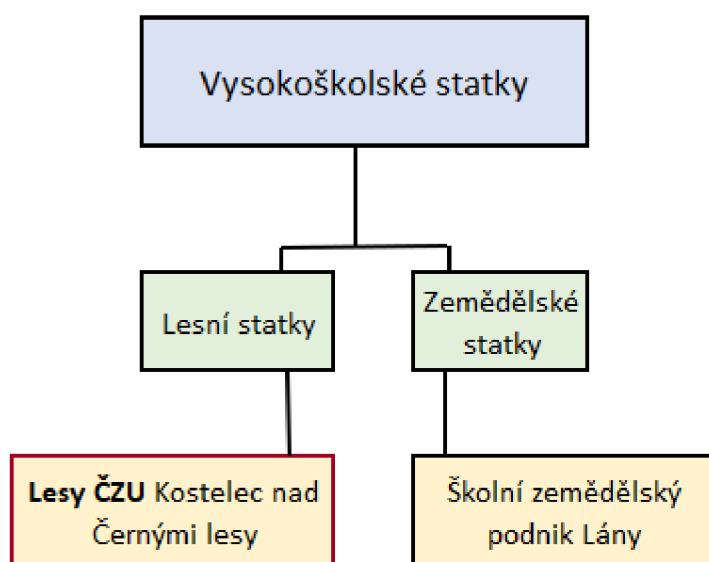 Vysokoškolské statky
Lesní statky
Zemědělské
statky
Lesy ČZU Kostelec nad
Černými lesy
Školní zemědělský
podnik Lány